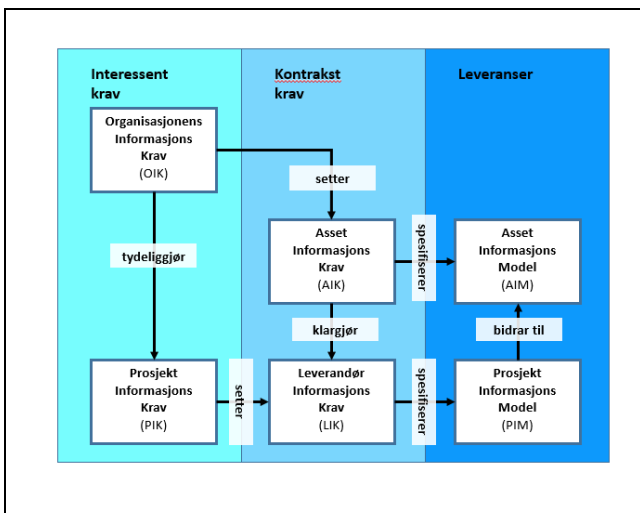 Interessent
krav
Kontrakst
krav
Leveranser
Organisasjonens
Informasjons
Krav
(OIK)
setter
tydeliggjør
Asset
Informasjons
Krav
(AIK)
spesifiserer
Asset
Informasjons
Model
(AIM)
klargjør
bidrar til
Prosjekt
Informasjons
Krav
(PIK)
setter
Leverandør
Informasjons
Krav
(LIK)
spesifiserer
Prosjekt
Informasjons
Model
(PIM)